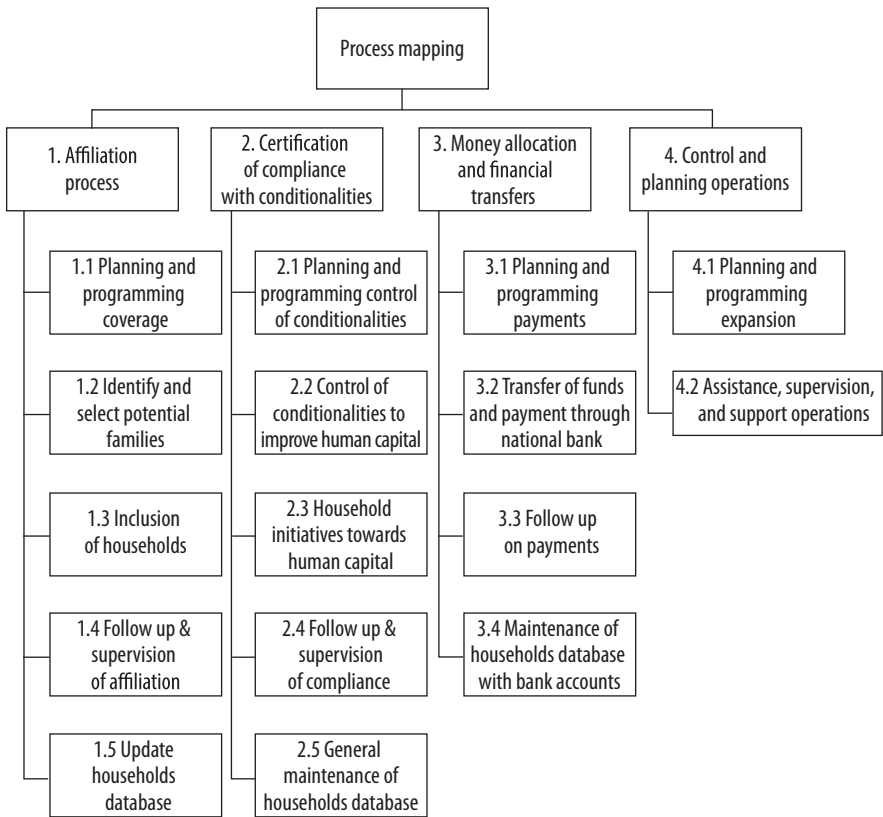 Process mapping
1. Affiliation
process
2. Certification
of compliance
with conditionalities
3. Money allocation
and financial
transfers
4. Control and
planning operations
1.1 Planning and
programming
coverage
1.2 Identify and
select potential
families
1.3 Inclusion
of households
1.4 Follow up &
supervision
of affiliation
1.5 Update
households
database
2.1 Planning and
programming control
of conditionalities
2.2 Control of
conditionalities to
improve human capital
2.3 Household
initiatives towards
human capital
2.4 Follow up &
supervision
of compliance
2.5 General
maintenance of
households database
3.1 Planning and
programming
payments
3.2 Transfer of funds
and payment through
national bank
3.3 Follow up
on payments
3.4 Maintenance of
households database
with bank accounts
4.1 Planning and
programming
expansion
4.2 Assistance, supervision,
and support operations